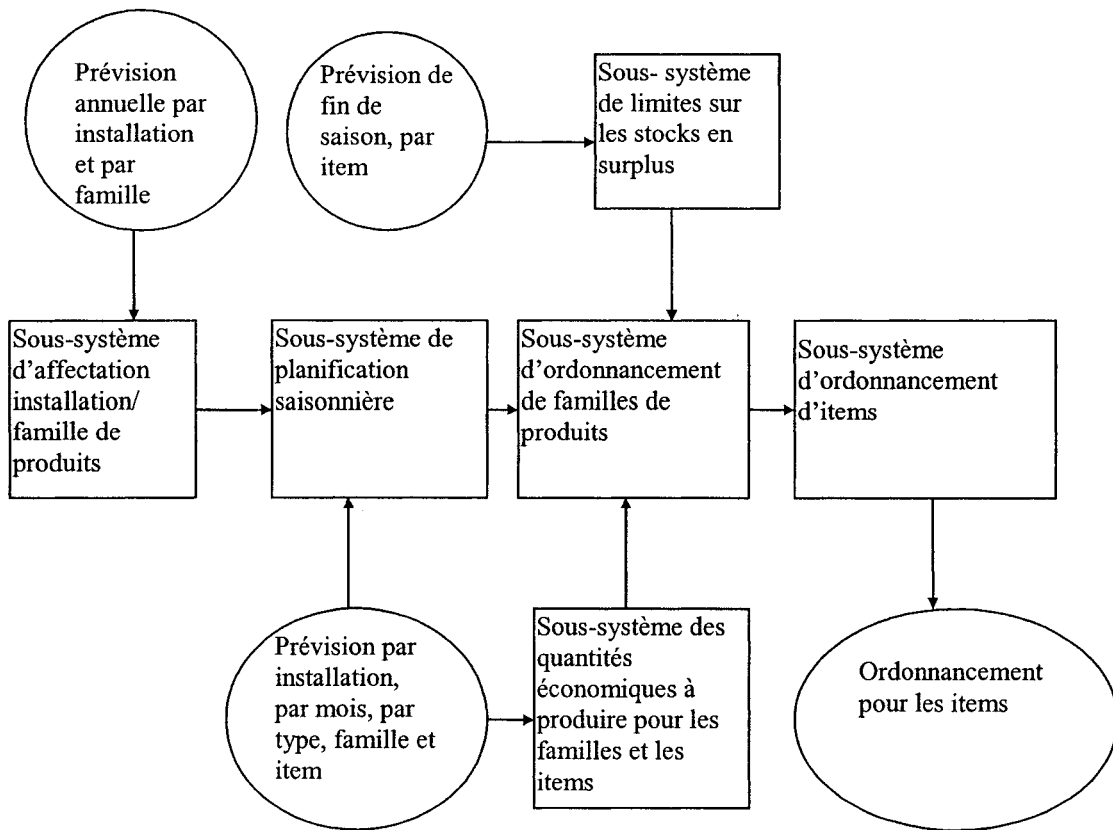 Prévision
annuelle par
installation
et par
famille
Prévision de
fin de
saison, par
item
Sous- système
de limites sur
les stocks en
surplus
Sous-système
d'affectation
installation/
famille de
produits
Sous-système de
planification
saisonnière
Sous-système
d'ordonnancement
de familles de
produits
Sous-système
d'ordonnancement
d'items
Prévision par
installation,
par mois, par
type, famille et
item
Sous-système des
quantités
économiques à
produire pour les
familles et les
items
Ordonnancement
pour les items